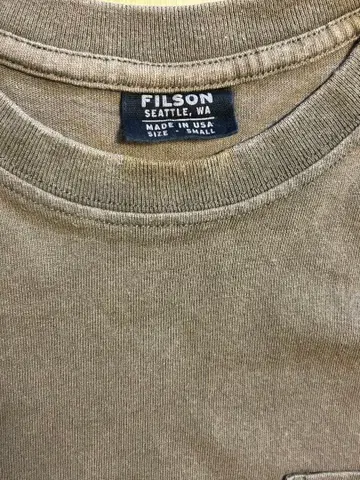 FILSON
SEATTLE, WA
MADE IN USA
SIZE - SMALL